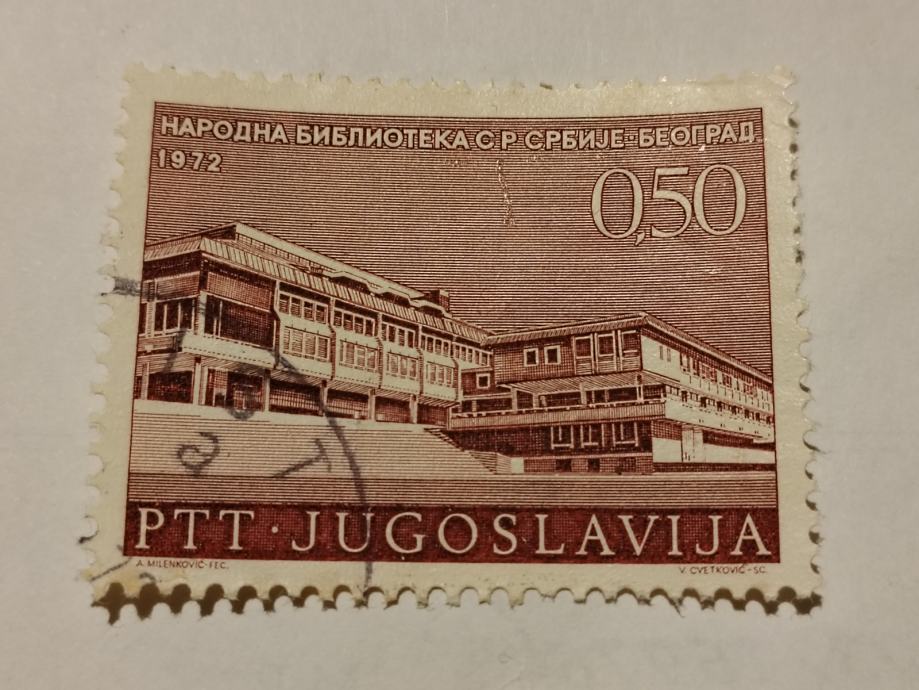 НАРОДНА БИБЛИОТЕКА С.Р. СРБИЈЕ-БЕОГРАД
1972
0,50
PTT · JUGOSLAVIJA
A. MILENKOVIĆ-FEC.
V. CVETKOVIĆ-SC.